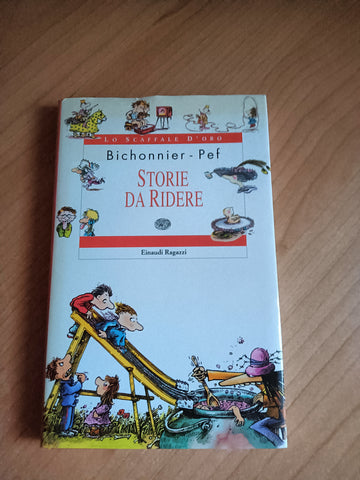 LO SCAFFALE D'ORO
Bichonnier - Pef
STORIE
DA RIDERE
Einaudi Ragazzi